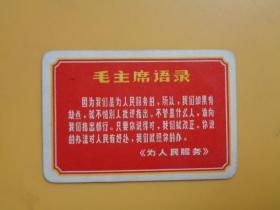 毛主席语录
因为我们是为人民服务的，所以，我们如果有
缺点，就不怕别人批评指出。不管是什么人，谁向
我们指出都行。只要你说得对，我们就改正。你说
的办法对人民有好处，我们就照你的办。
《为人民服务》